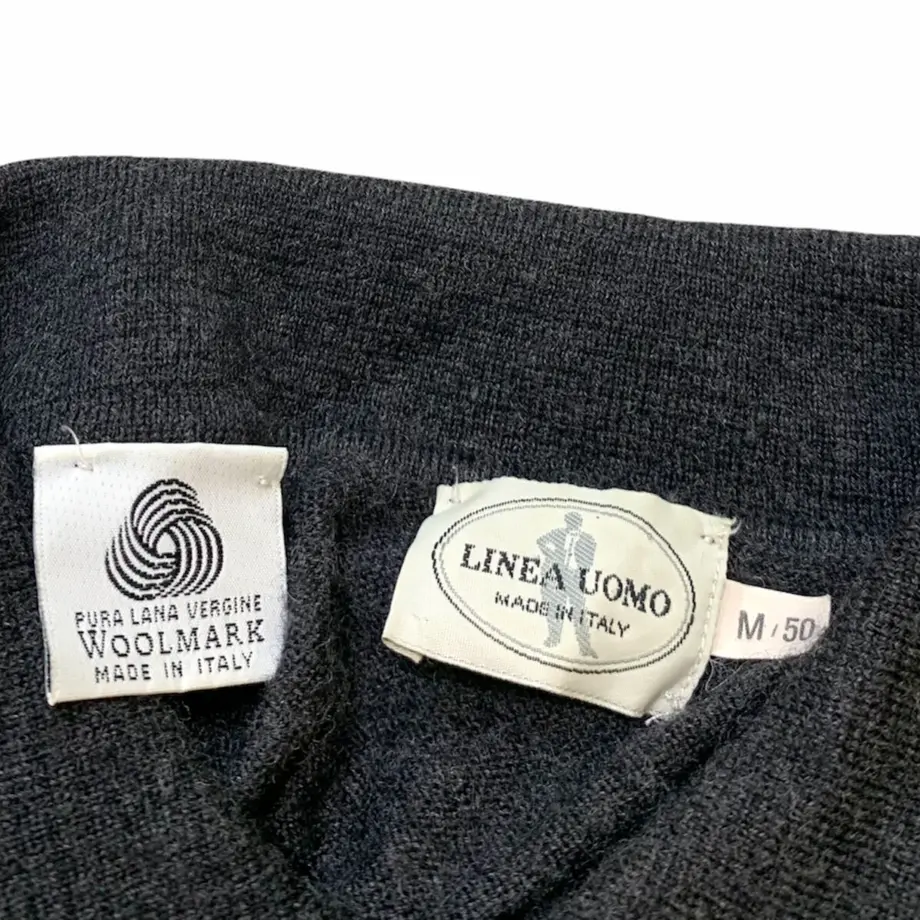 PURA LANA VERGINE
WOOLMARK
MADE IN ITALY
LINEA UOMO
MADE IN ITALY
M/50